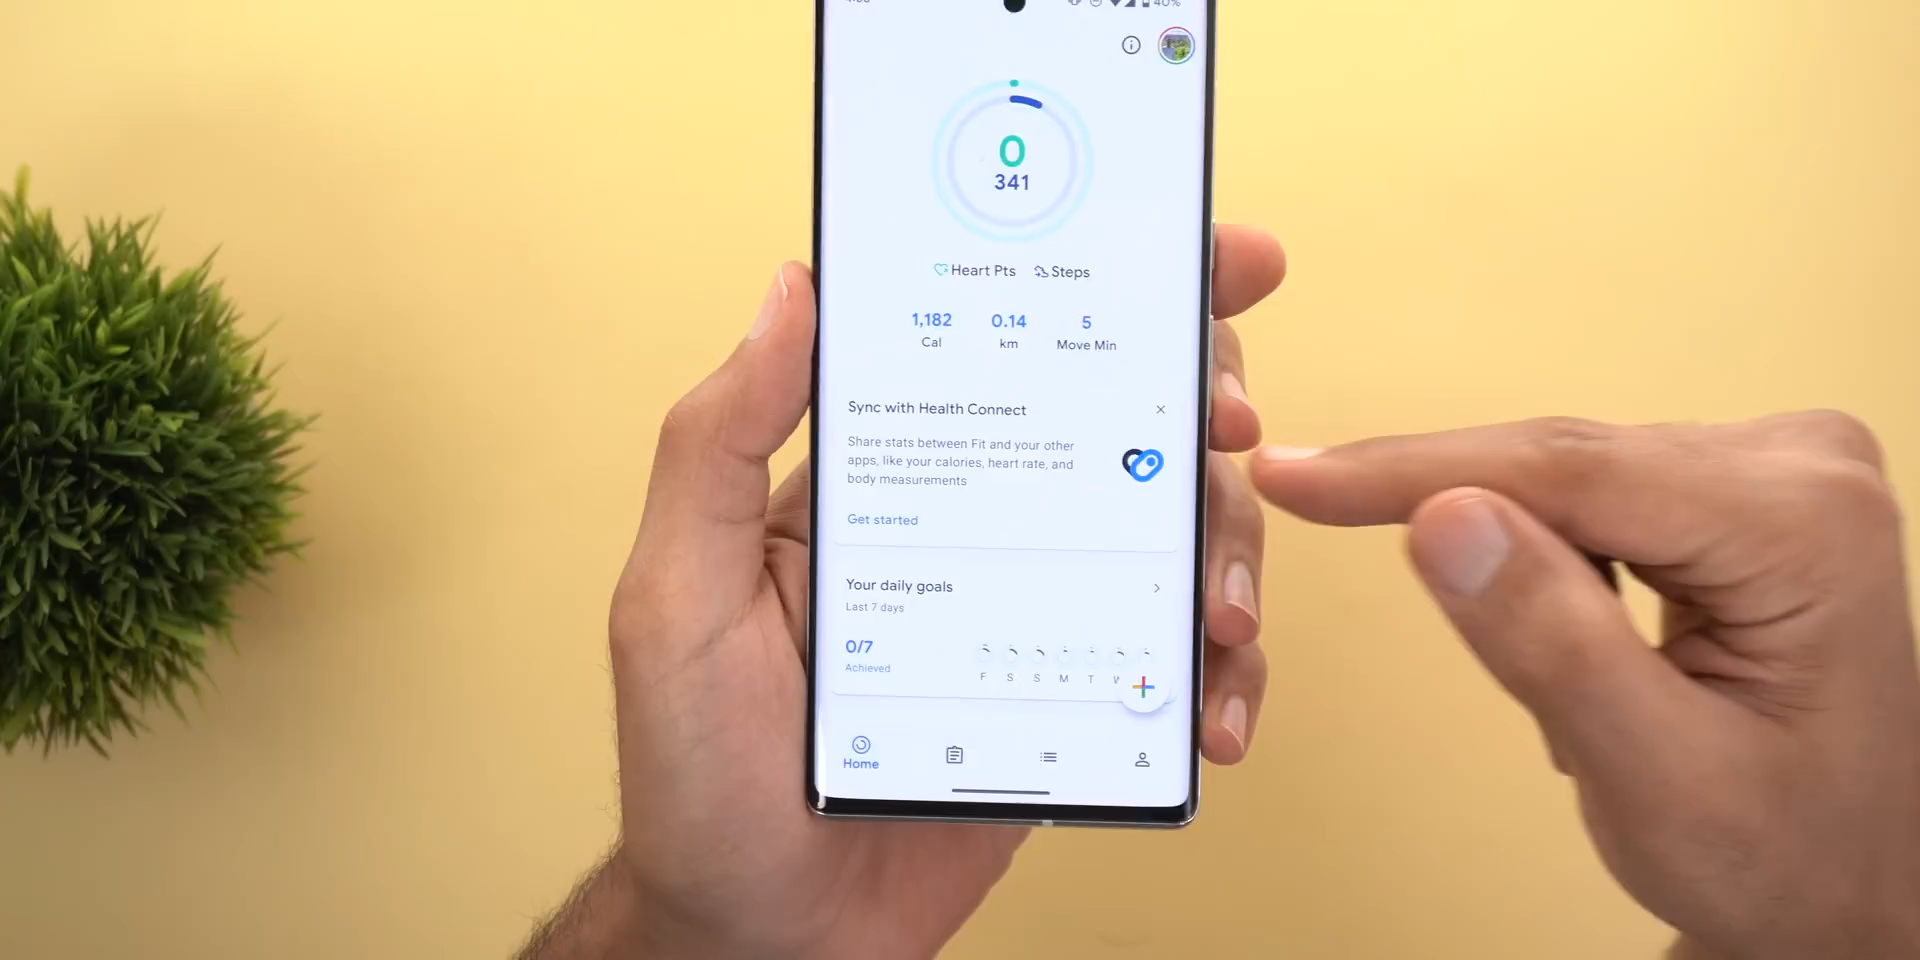 40%
0
341
Heart Pts
Steps
1,182
0.14
5
Cal
km
Move Min
Sync with Health Connect
Share stats between Fit and your other
apps, like your calories, heart rate, and
body measurements
Get started
Your daily goals
Last 7 days
0/7
Achieved
F S S M T
Home